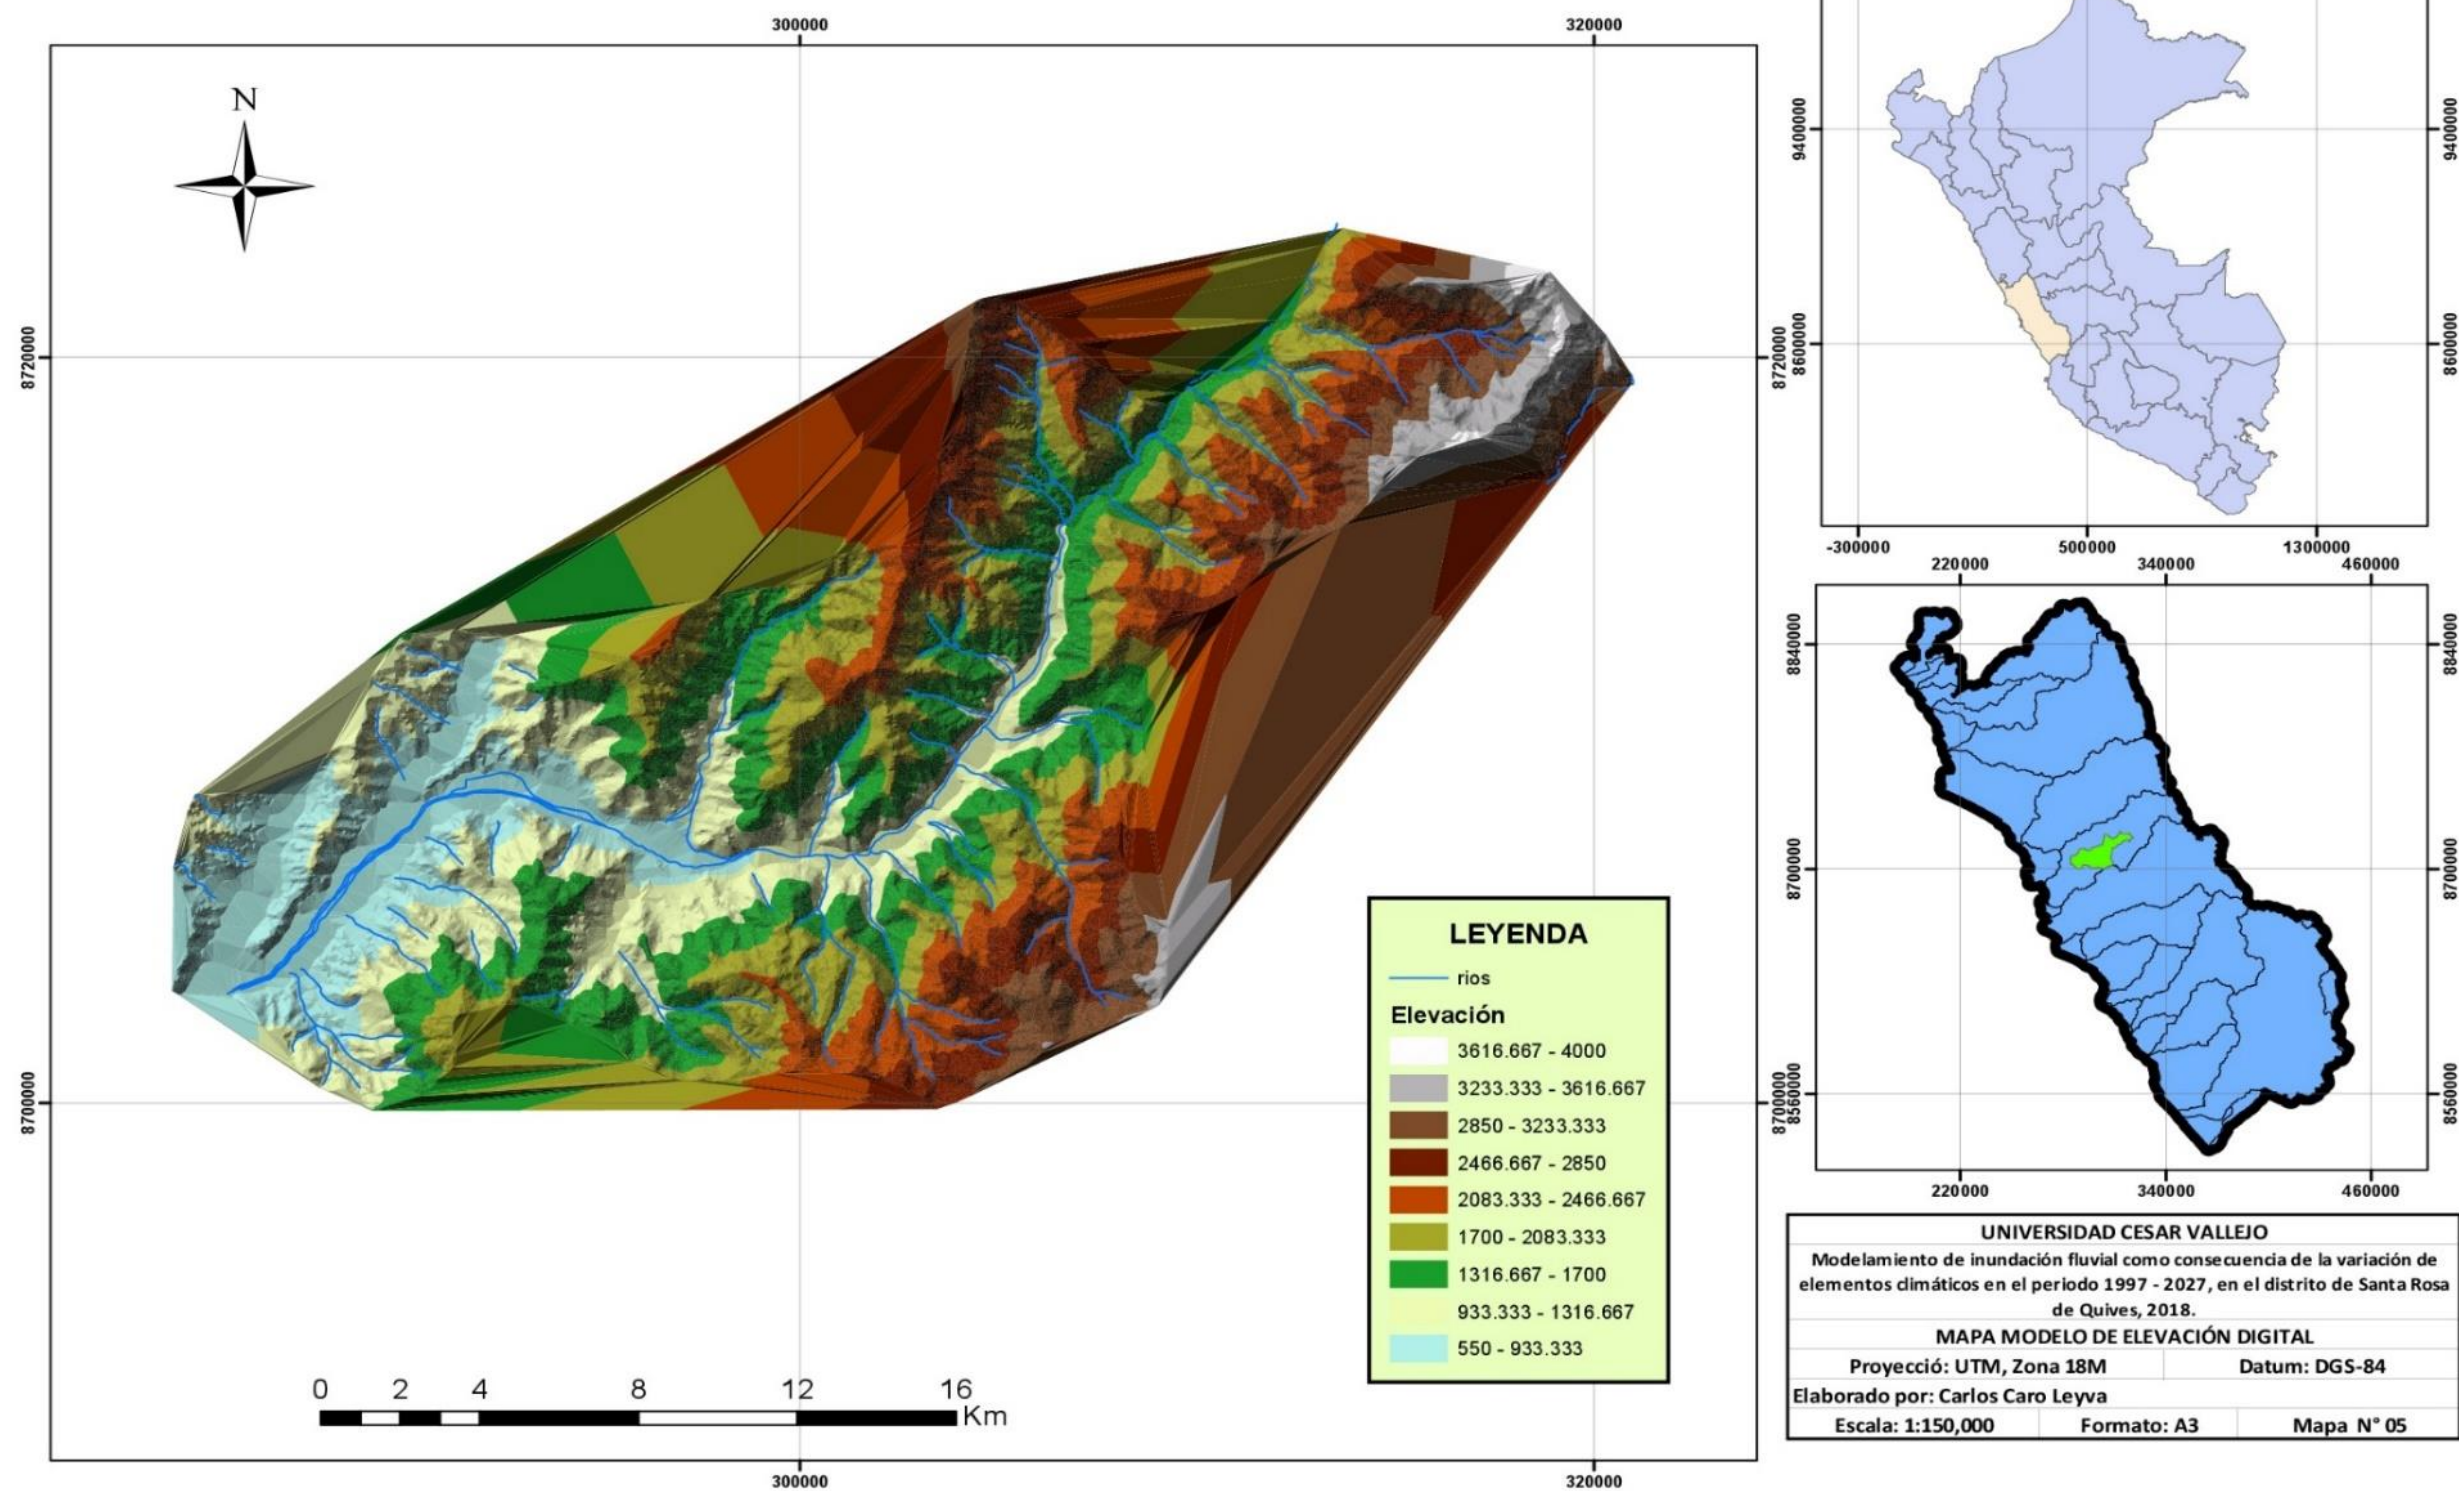 300000
320000
N
8720000
8720000
8700000
8700000
300000
320000
0 2 4 8 12 16
Km
LEYENDA
rios
Elevación
3616.667 - 4000
3233.333 - 3616.667
2850 - 3233.333
2466.667 - 2850
2083.333 - 2466.667
1700 - 2083.333
1316.667 - 1700
933.333 - 1316.667
550 - 933.333
9400000
9400000
8600000
8600000
-300000 500000 1300000
220000 340000 460000
8840000
8840000
8700000
8700000
8560000
8560000
220000 340000 460000
UNIVERSIDAD CESAR VALLEJO
Modelamiento de inundación fluvial como consecuencia de la variación de
elementos climáticos en el periodo 1997 - 2027, en el distrito de Santa Rosa
de Quives, 2018.
MAPA MODELO DE ELEVACIÓN DIGITAL
Proyecció: UTM, Zona 18M Datum: DGS-84
Elaborado por: Carlos Caro Leyva
Escala: 1:150,000 Formato: A3 Mapa N° 05